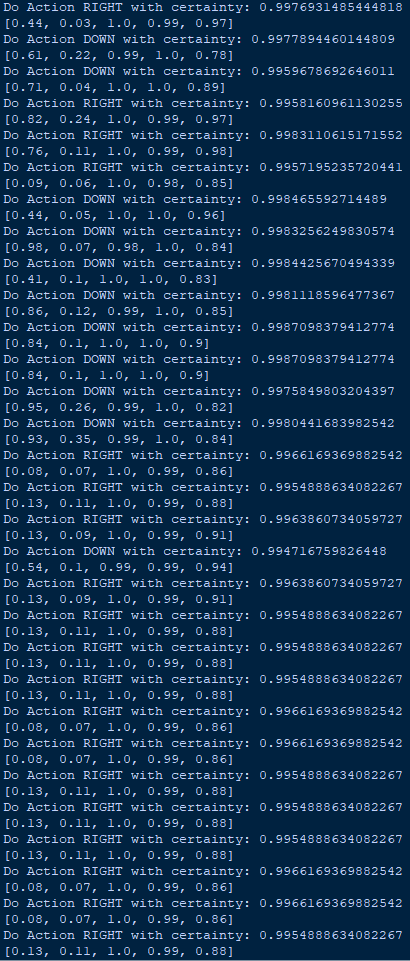 Do Action RIGHT with certainty: 0.9976931485444818
[0.44, 0.03, 1.0, 0.99, 0.97]
Do Action DOWN with certainty: 0.9977894460144809
[0.61, 0.22, 0.99, 1.0, 0.78]
Do Action DOWN with certainty: 0.9959678692646011
[0.71, 0.04, 1.0, 1.0, 0.89]
Do Action RIGHT with certainty: 0.9958160961130255
[0.82, 0.24, 1.0, 0.99, 0.97]
Do Action RIGHT with certainty: 0.9983110615171552
[0.76, 0.11, 1.0, 0.99, 0.98]
Do Action RIGHT with certainty: 0.9957195235720441
[0.09, 0.06, 1.0, 0.98, 0.85]
Do Action DOWN with certainty: 0.998465592714489
[0.44, 0.05, 1.0, 1.0, 0.96]
Do Action DOWN with certainty: 0.9983256249830574
[0.98, 0.07, 0.98, 1.0, 0.84]
Do Action DOWN with certainty: 0.9984425670494339
[0.41, 0.1, 1.0, 1.0, 0.83]
Do Action DOWN with certainty: 0.9981118596477367
[0.86, 0.12, 0.99, 1.0, 0.85]
Do Action DOWN with certainty: 0.9987098379412774
[0.84, 0.1, 1.0, 1.0, 0.9]
Do Action DOWN with certainty: 0.9987098379412774
[0.84, 0.1, 1.0, 1.0, 0.9]
Do Action DOWN with certainty: 0.9975849803204397
[0.95, 0.26, 0.99, 1.0, 0.82]
Do Action DOWN with certainty: 0.9980441683982542
[0.93, 0.35, 0.99, 1.0, 0.84]
Do Action RIGHT with certainty: 0.9966169369882542
[0.08, 0.07, 1.0, 0.99, 0.86]
Do Action RIGHT with certainty: 0.9954888634082267
[0.13, 0.11, 1.0, 0.99, 0.88]
Do Action RIGHT with certainty: 0.9963860734059727
[0.13, 0.09, 1.0, 0.99, 0.91]
Do Action DOWN with certainty: 0.994716759826448
[0.54, 0.1, 0.99, 0.99, 0.94]
Do Action RIGHT with certainty: 0.9963860734059727
[0.13, 0.09, 1.0, 0.99, 0.91]
Do Action RIGHT with certainty: 0.9954888634082267
[0.13, 0.11, 1.0, 0.99, 0.88]
Do Action RIGHT with certainty: 0.9954888634082267
[0.13, 0.11, 1.0, 0.99, 0.88]
Do Action RIGHT with certainty: 0.9954888634082267
[0.13, 0.11, 1.0, 0.99, 0.88]
Do Action RIGHT with certainty: 0.9966169369882542
[0.08, 0.07, 1.0, 0.99, 0.86]
Do Action RIGHT with certainty: 0.9966169369882542
[0.08, 0.07, 1.0, 0.99, 0.86]
Do Action RIGHT with certainty: 0.9954888634082267
[0.13, 0.11, 1.0, 0.99, 0.88]
Do Action RIGHT with certainty: 0.9954888634082267
[0.13, 0.11, 1.0, 0.99, 0.88]
Do Action RIGHT with certainty: 0.9954888634082267
[0.13, 0.11, 1.0, 0.99, 0.88]
Do Action RIGHT with certainty: 0.9966169369882542
[0.08, 0.07, 1.0, 0.99, 0.86]
Do Action RIGHT with certainty: 0.9966169369882542
[0.08, 0.07, 1.0, 0.99, 0.86]
Do Action RIGHT with certainty: 0.9954888634082267
[0.13, 0.11, 1.0, 0.99, 0.88]